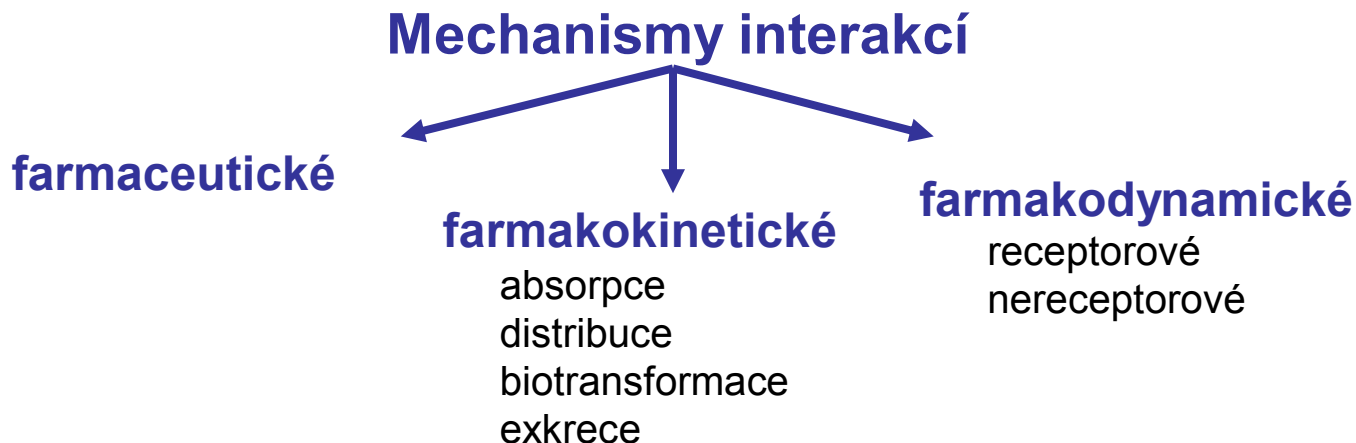 Mechanismy interakcí
farmaceutické
farmakokinetické
absorpce
distribuce
biotransformace
exkrece
farmakodynamické
receptorové
nereceptorové